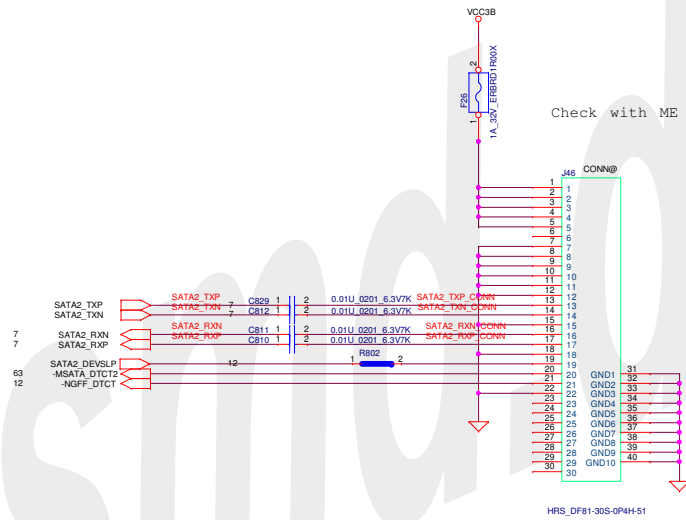 VCC3B
2
F26
1A_32V_ERBRD1R00X
1
Check with ME
J46
CONN@
1 1
2 2
3 3
4 4
5 5
6 6
7 7
8 8
9 9
10 10
11 11
12 12
13 13
14 14
15 15
16 16
17 17
18 18
19 19
20 20
21 21
22 22
23 23
24 24
25 25
26 26
27 27
28 28
29 29
30 30
SATA2_TXP SATA2_TXP 7 C829 1 2 0.01U_0201_6.3V7K SATA2_TXP_CONN
SATA2_TXN SATA2_TXN 7 C812 1 2 0.01U_0201_6.3V7K SATA2_TXN_CONN
7 SATA2_RXN SATA2_RXN C811 1 2 0.01U_0201_6.3V7K SATA2_RXN_CONN
7 SATA2_RXP SATA2_RXP C810 1 2 0.01U_0201_6.3V7K SATA2_RXP_CONN
SATA2_DEVSLP 12 1 R802 2
63 -MSATA_DTCT2
12 -NGFF_DTCT
GND1 31
GND2 32
GND3 33
GND4 34
GND5 35
GND6 36
GND7 37
GND8 38
GND9 39
GND10 40
HRS_DF81-30S-0P4H-51